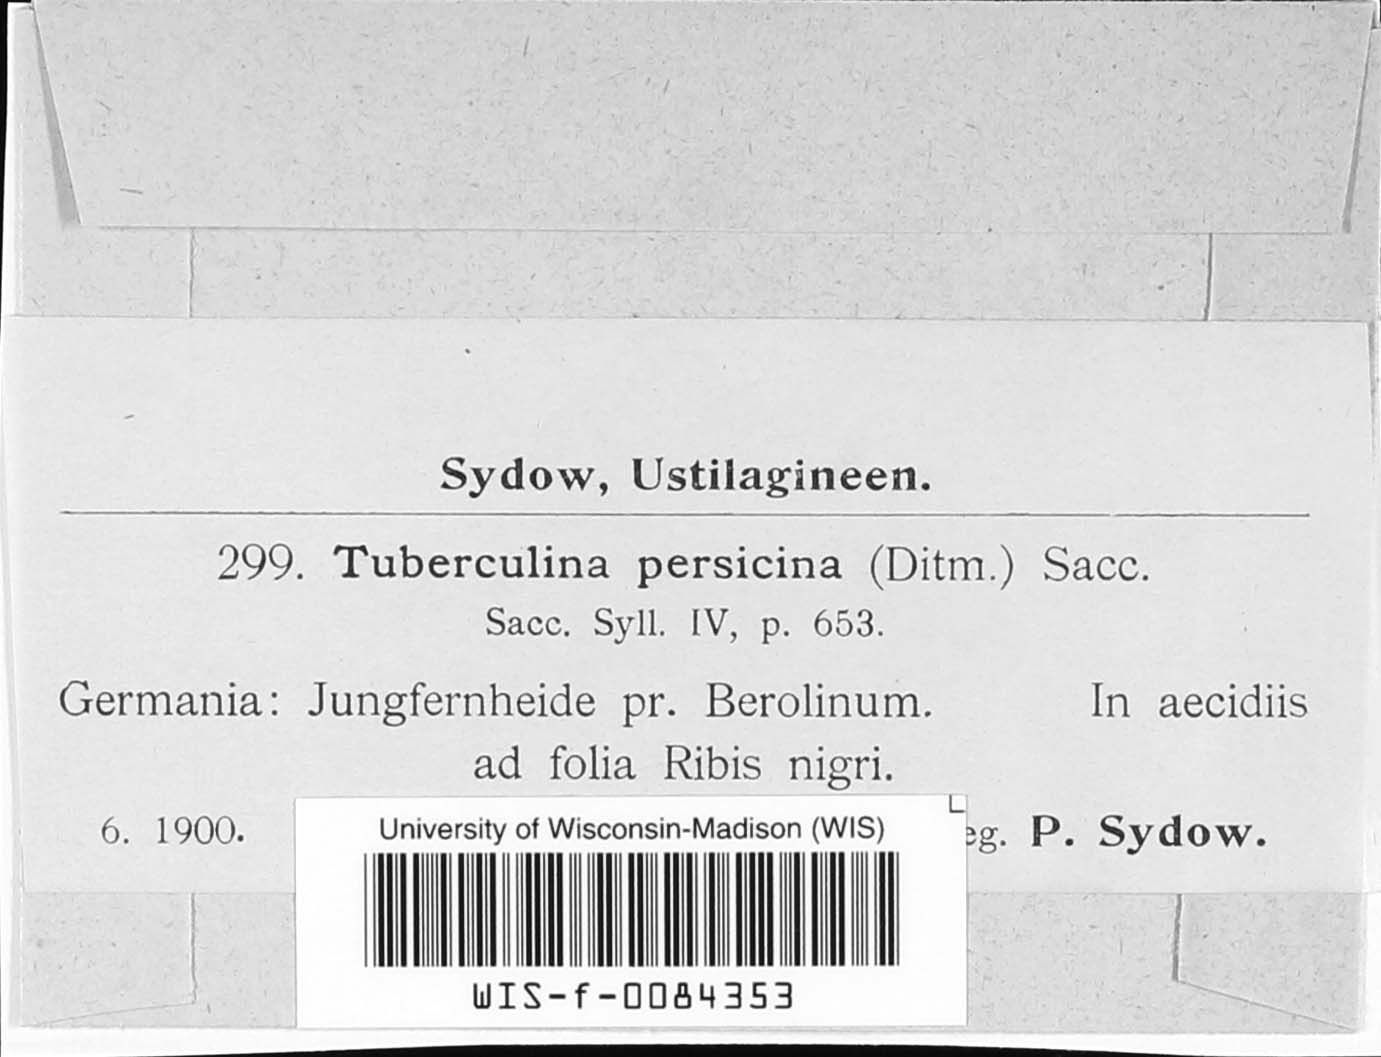 Sydow, Ustilagineen.
299. Tuberculina persicina (Ditm.) Sacc.
Sacc. Syll. IV, p. 653.
Germania: Jungfernheide pr. Berolinum. In aecidiis
ad folia Ribis nigri.
6. 1900. eg. P. Sydow.
University of Wisconsin-Madison (WIS)
WIS-f-0084353